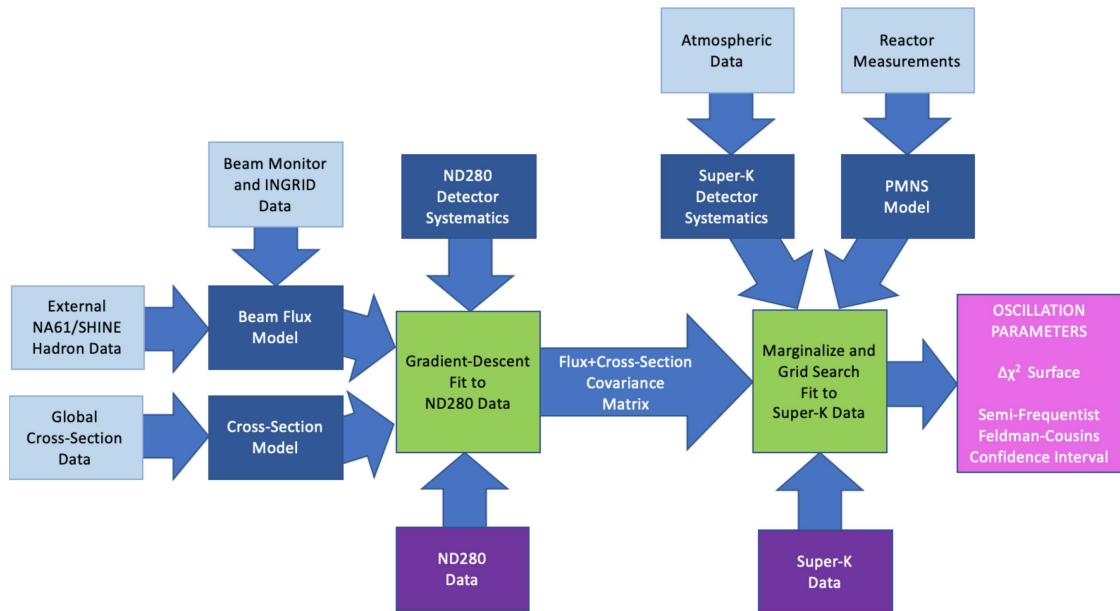 Atmospheric
Data
Reactor
Measurements
Beam Monitor
and INGRID
Data
ND280
Detector
Systematics
Super-K
Detector
Systematics
PMNS
Model
External
NA61/SHINE
Hadron Data
Beam Flux
Model
Global
Cross-Section
Data
Cross-Section
Model
Gradient-Descent
Fit to
ND280 Data
Flux+Cross-Section
Covariance
Matrix
Marginalize and
Grid Search
Fit to
Super-K Data
OSCILLATION
PARAMETERS
Δχ² Surface
Semi-Frequentist
Feldman-Cousins
Confidence Interval
ND280
Data
Super-K
Data